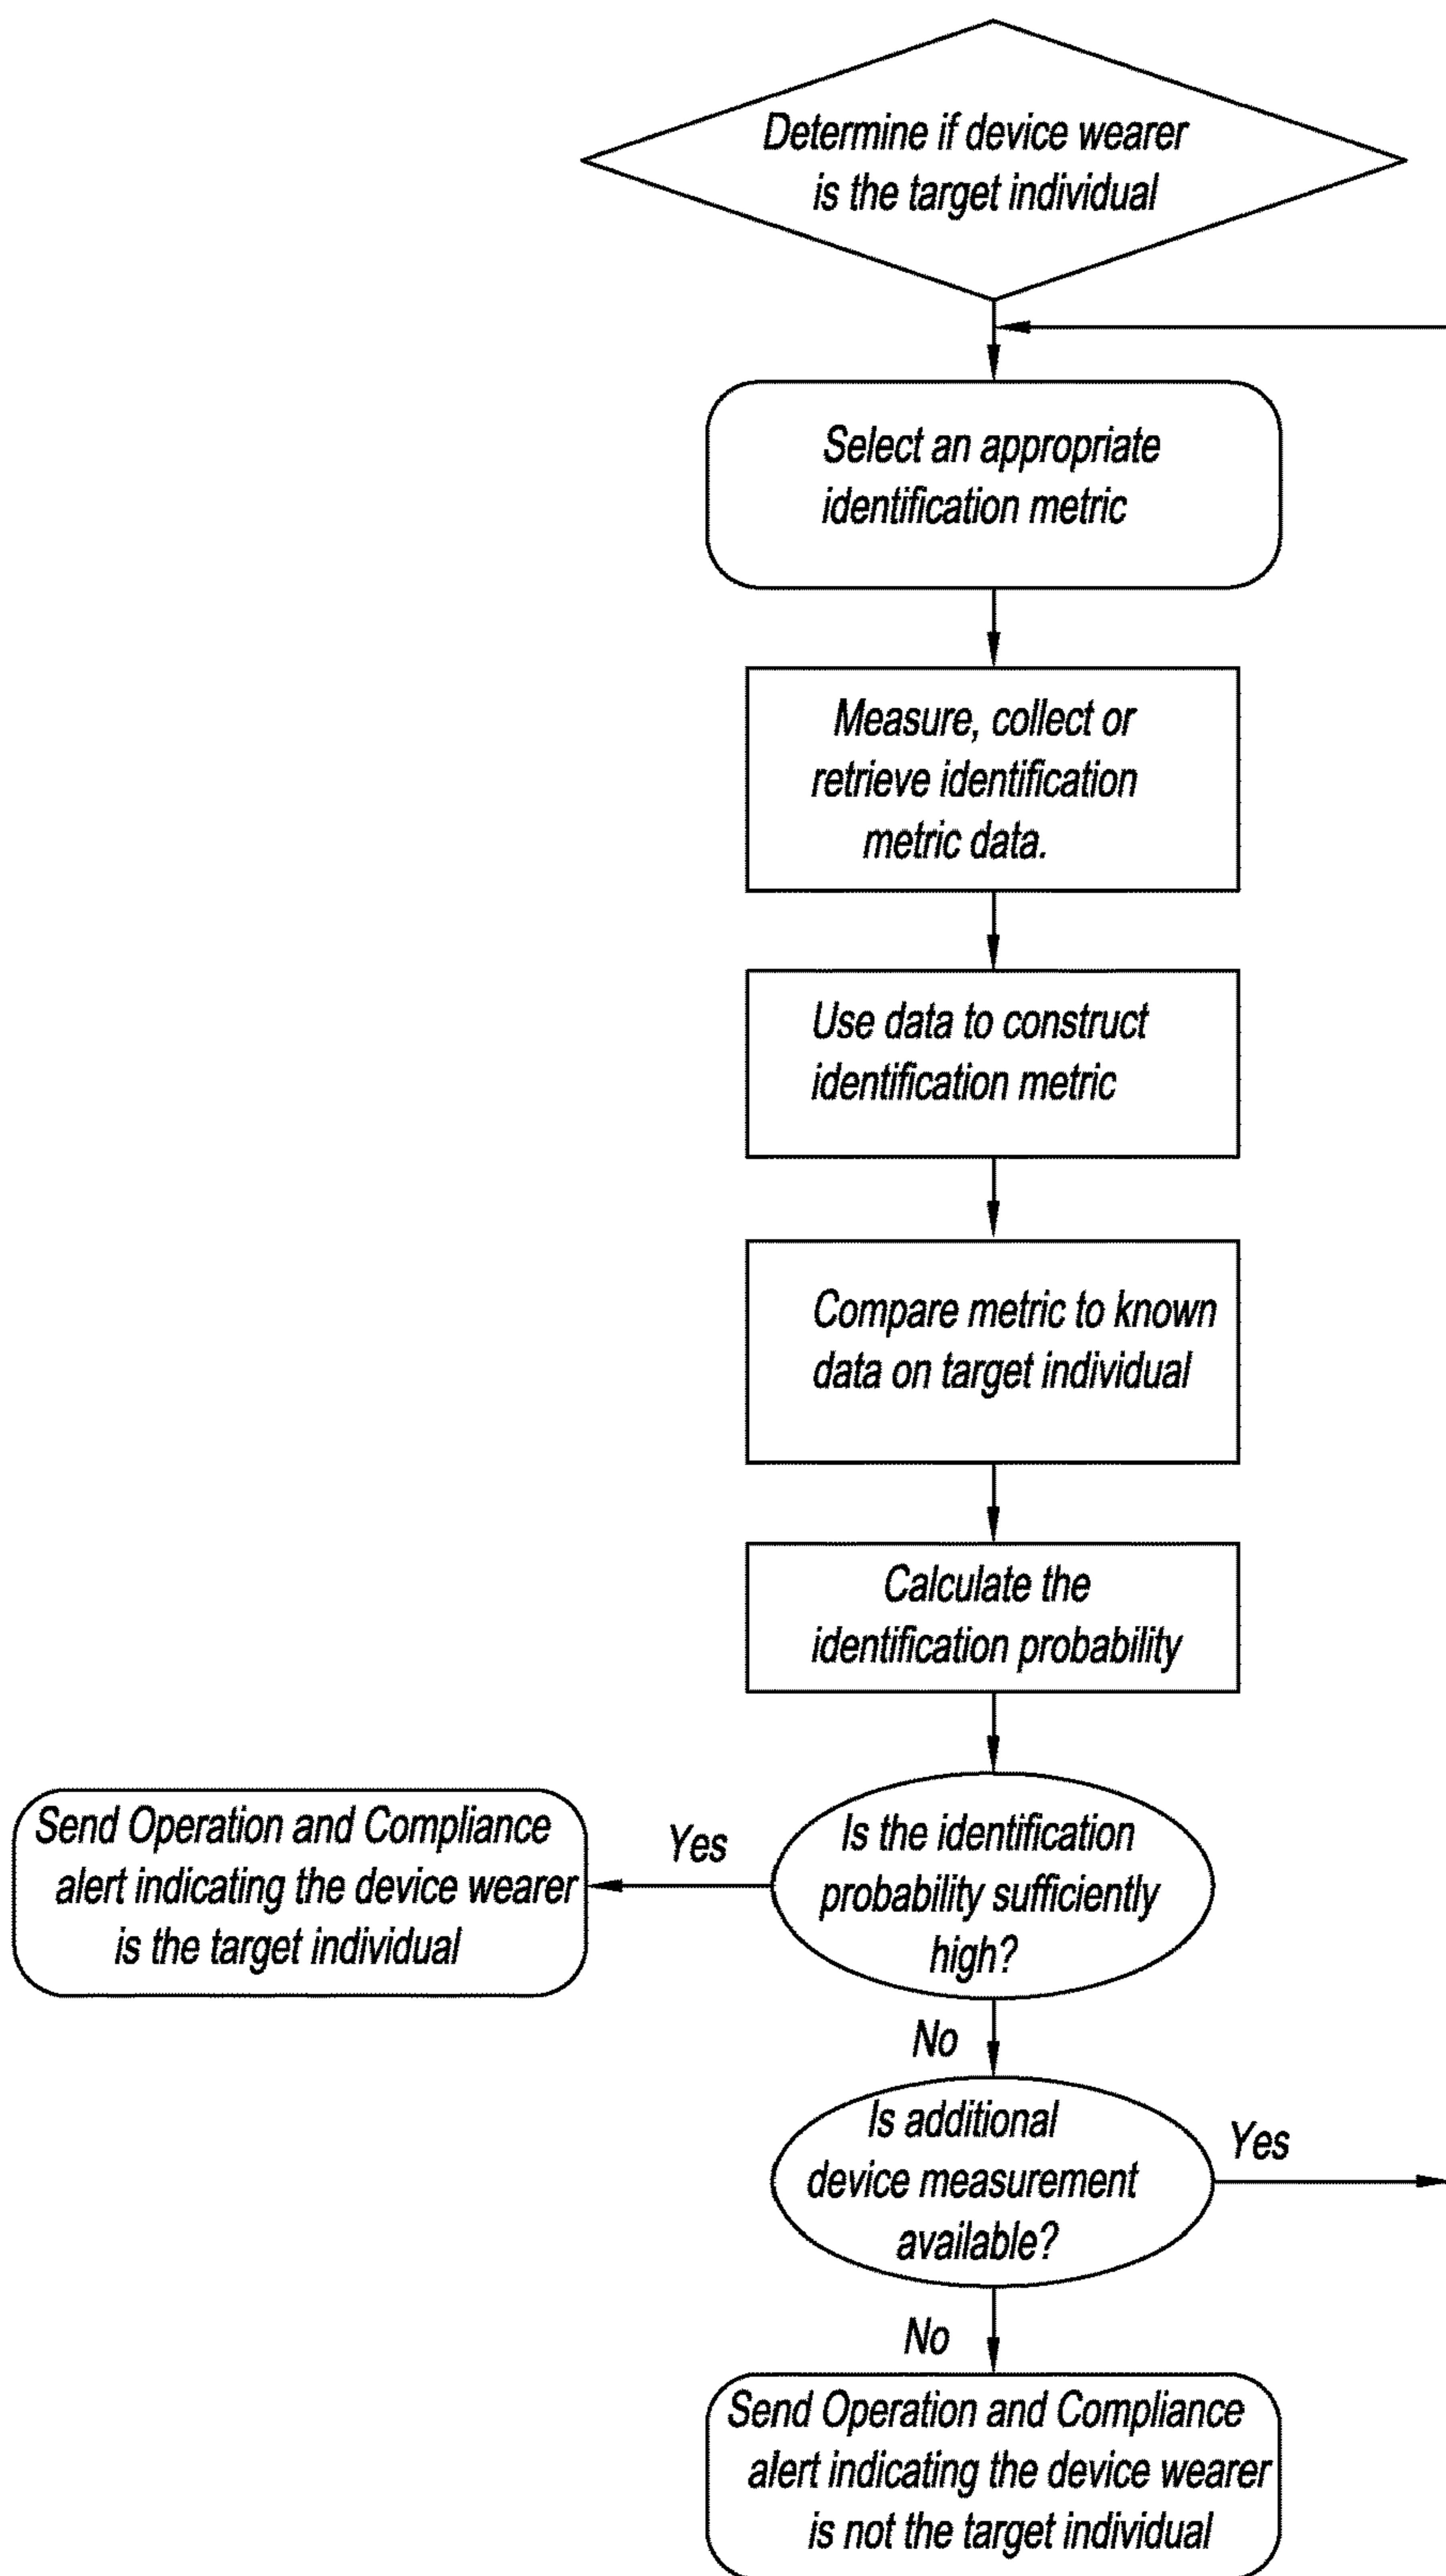 Determine if device wearer
is the target individual
Select an appropriate
identification metric
Measure, collect or
retrieve identification
metric data.
Use data to construct
identification metric
Compare metric to known
data on target individual
Calculate the
identification probability
Is the identification
probability sufficiently
high?
Yes
Send Operation and Compliance
alert indicating the device wearer
is the target individual
No
Is additional
device measurement
available?
Yes
No
Send Operation and Compliance
alert indicating the device wearer
is not the target individual